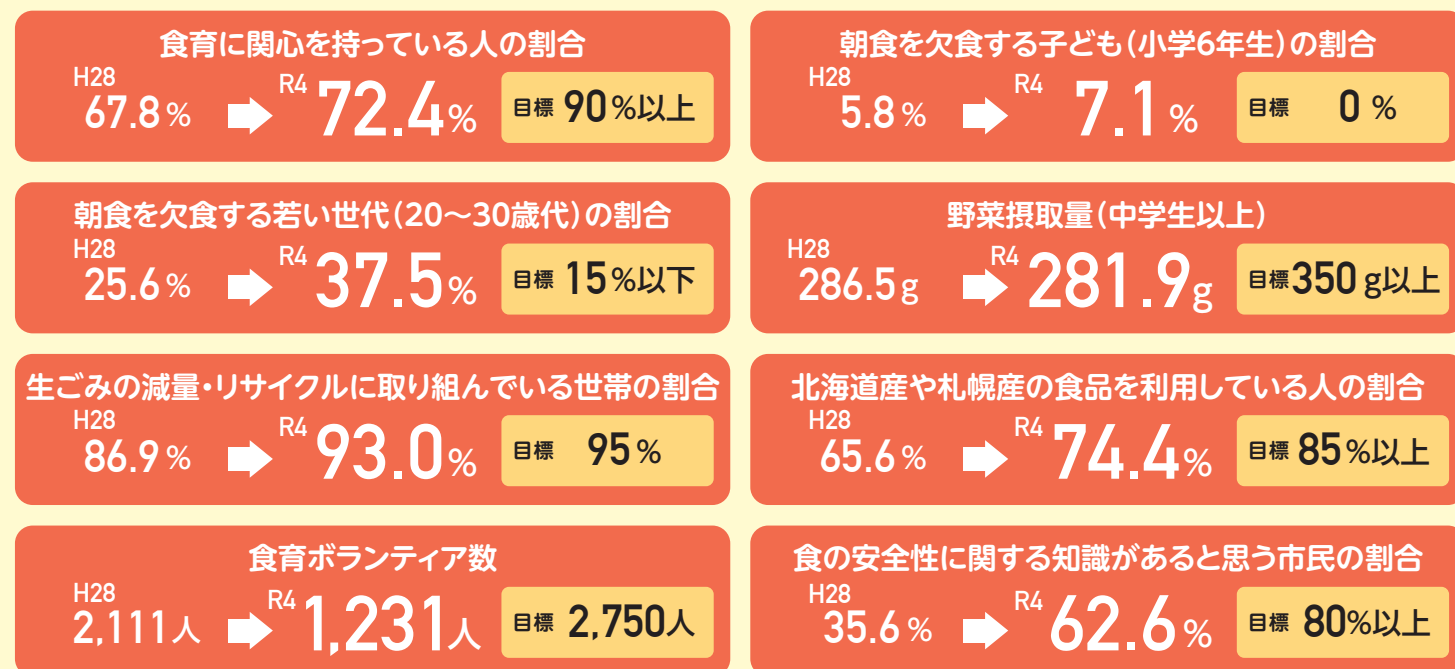 食育に関心を持っている人の割合
H28 67.8% R4 72.4% 目標 90%以上
朝食を欠食する子ども(小学6年生)の割合
H28 5.8% R4 7.1% 目標 0%
朝食を欠食する若い世代(20〜30歳代)の割合
H28 25.6% R4 37.5% 目標 15%以下
野菜摂取量(中学生以上)
H28 286.5g R4 281.9g 目標 350g以上
生ごみの減量・リサイクルに取り組んでいる世帯の割合
H28 86.9% R4 93.0% 目標 95%
北海道産や札幌産の食品を利用している人の割合
H28 65.6% R4 74.4% 目標 85%以上
食育ボランティア数
H28 2,111人 R4 1,231人 目標 2,750人
食の安全性に関する知識があると思う市民の割合
H28 35.6% R4 62.6% 目標 80%以上